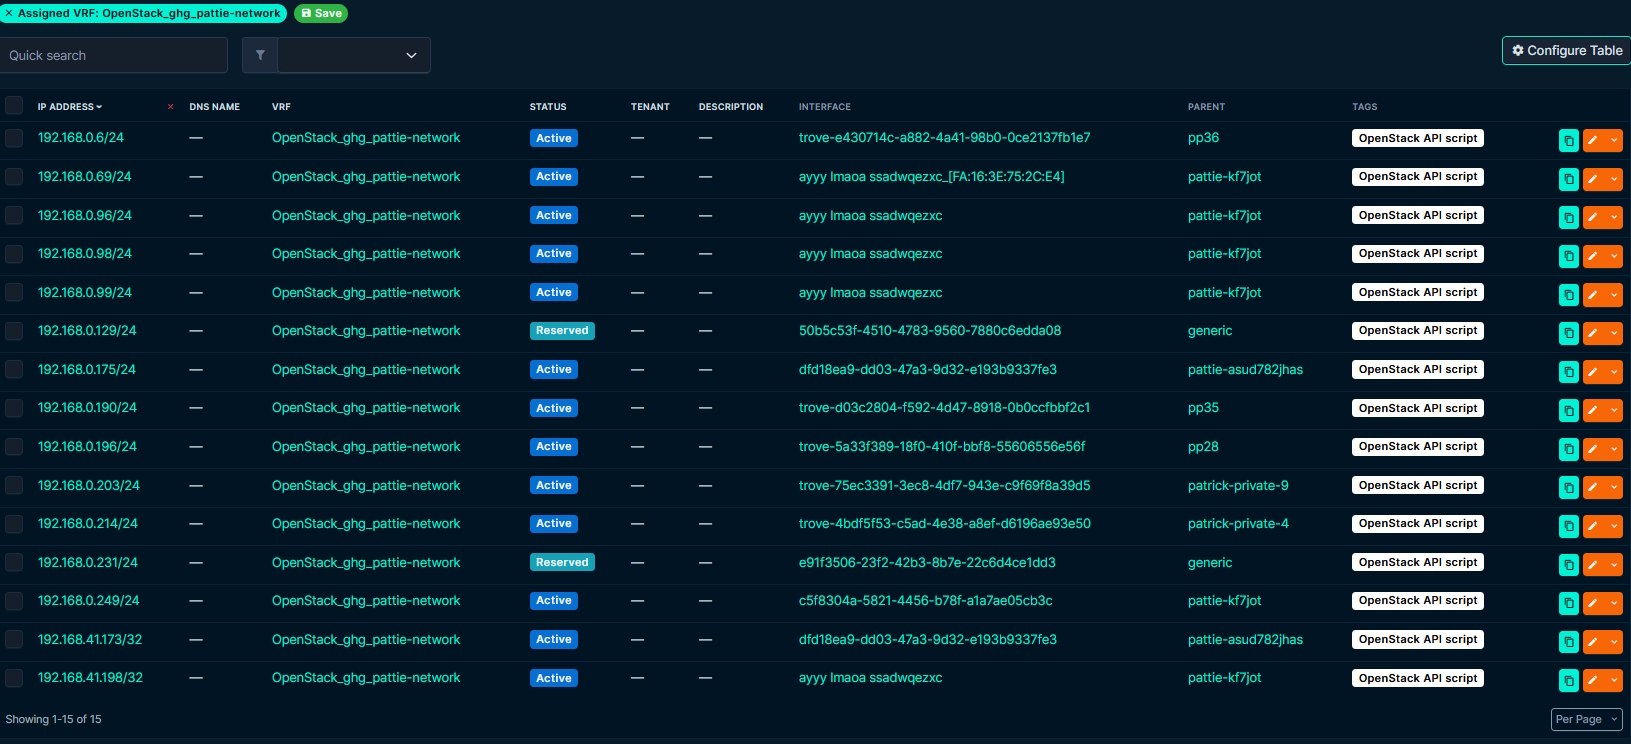 × Assigned VRF: OpenStack_ghg_pattie-network Save
Quick search
Configure Table
IP ADDRESS × DNS NAME VRF STATUS TENANT DESCRIPTION INTERFACE PARENT TAGS
192.168.0.6/24 — OpenStack_ghg_pattie-network Active — — trove-e430714c-a882-4a41-98b0-0ce2137fb1e7 pp36 OpenStack API script
192.168.0.69/24 — OpenStack_ghg_pattie-network Active — — ayyy lmaoa ssadwqezxc_[FA:16:3E:75:2C:E4] pattie-kf7jot OpenStack API script
192.168.0.96/24 — OpenStack_ghg_pattie-network Active — — ayyy lmaoa ssadwqezxc pattie-kf7jot OpenStack API script
192.168.0.98/24 — OpenStack_ghg_pattie-network Active — — ayyy lmaoa ssadwqezxc pattie-kf7jot OpenStack API script
192.168.0.99/24 — OpenStack_ghg_pattie-network Active — — ayyy lmaoa ssadwqezxc pattie-kf7jot OpenStack API script
192.168.0.129/24 — OpenStack_ghg_pattie-network Reserved — — 50b5c53f-4510-4783-9560-7880c6edda08 generic OpenStack API script
192.168.0.175/24 — OpenStack_ghg_pattie-network Active — — dfd18ea9-dd03-47a3-9d32-e193b9337fe3 pattie-asud782jhas OpenStack API script
192.168.0.190/24 — OpenStack_ghg_pattie-network Active — — trove-d03c2804-f592-4d47-8918-0b0ccfbbf2c1 pp35 OpenStack API script
192.168.0.196/24 — OpenStack_ghg_pattie-network Active — — trove-5a33f389-18f0-410f-bbf8-55606556e56f pp28 OpenStack API script
192.168.0.203/24 — OpenStack_ghg_pattie-network Active — — trove-75ec3391-3ec8-4df7-943e-c9f69f8a39d5 patrick-private-9 OpenStack API script
192.168.0.214/24 — OpenStack_ghg_pattie-network Active — — trove-4bdf5f53-c5ad-4e38-a8ef-d6196ae93e50 patrick-private-4 OpenStack API script
192.168.0.231/24 — OpenStack_ghg_pattie-network Reserved — — e91f3506-23f2-42b3-8b7e-22c6d4ce1dd3 generic OpenStack API script
192.168.0.249/24 — OpenStack_ghg_pattie-network Active — — c5f8304a-5821-4456-b78f-a1a7ae05cb3c pattie-kf7jot OpenStack API script
192.168.41.173/32 — OpenStack_ghg_pattie-network Active — — dfd18ea9-dd03-47a3-9d32-e193b9337fe3 pattie-asud782jhas OpenStack API script
192.168.41.198/32 — OpenStack_ghg_pattie-network Active — — ayyy lmaoa ssadwqezxc pattie-kf7jot OpenStack API script
Showing 1-15 of 15 Per Page